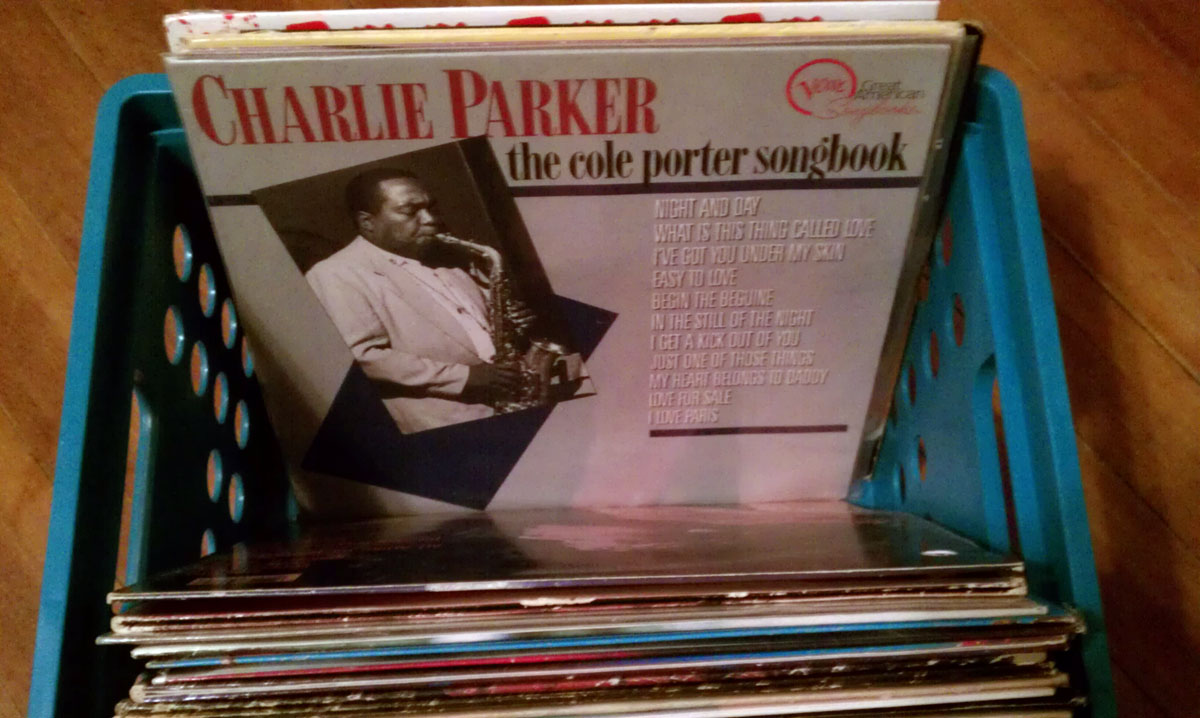 CHARLIE PARKER
Verve
Great
American
Songbooks
the cole porter songbook
NIGHT AND DAY
WHAT IS THIS THING CALLED LOVE
I'VE GOT YOU UNDER MY SKIN
EASY TO LOVE
BEGIN THE BEGUINE
IN THE STILL OF THE NIGHT
I GET A KICK OUT OF YOU
JUST ONE OF THOSE THINGS
MY HEART BELONGS TO DADDY
LOVE FOR SALE
I LOVE PARIS